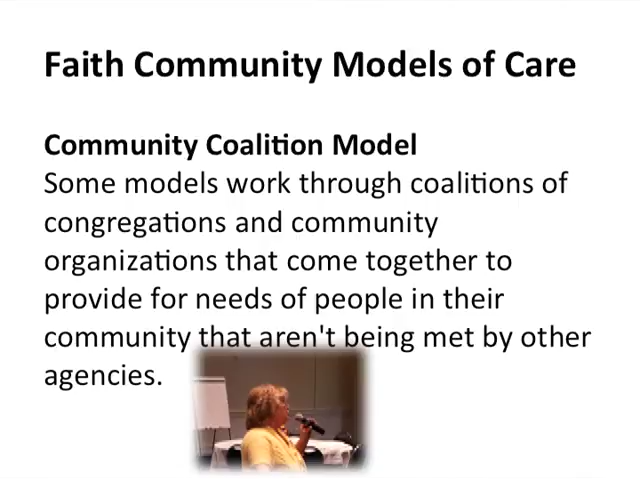 Faith Community Models of Care
Community Coalition Model
Some models work through coalitions of
congregations and community
organizations that come together to
provide for needs of people in their
community that aren't being met by other
agencies.